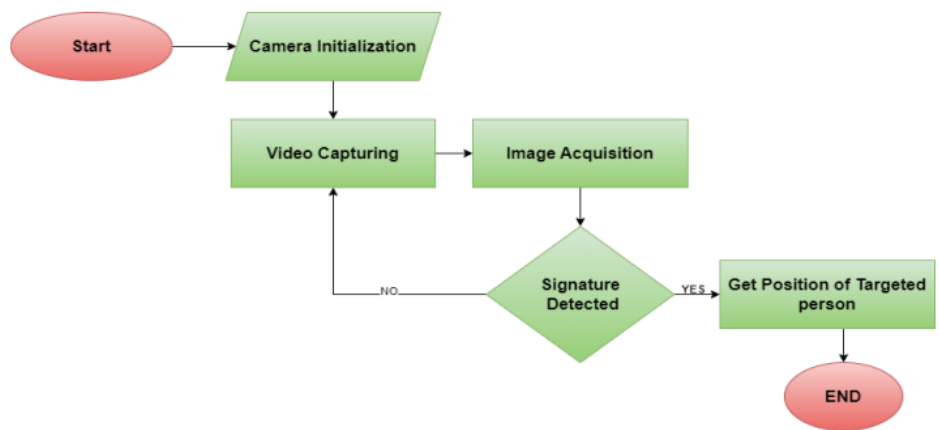 Start
Camera Initialization
Video Capturing
Image Acquisition
Signature
Detected
NO
YES
Get Position of Targeted
person
END